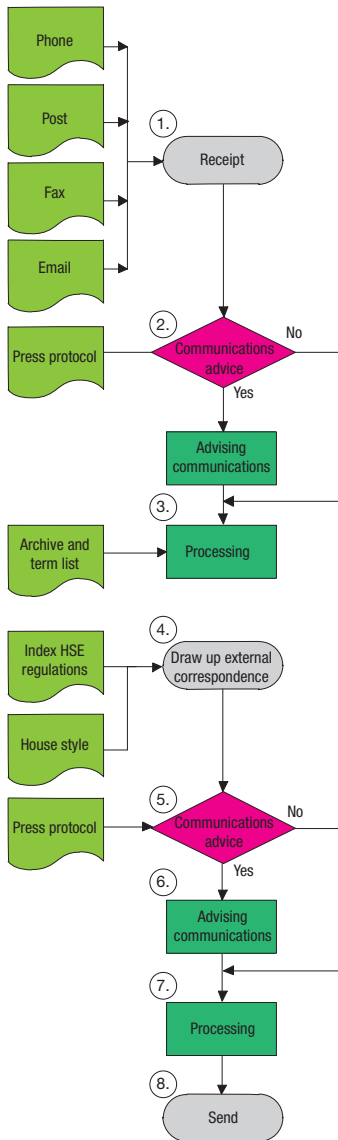 Phone
Post
1.
Receipt
Fax
Email
2.
No
Press protocol
Communications
advice
Yes
Advising
communications
3.
Archive and
term list
Processing
4.
Index HSE
regulations
Draw up external
correspondence
House style
5.
No
Press protocol
Communications
advice
Yes
6.
Advising
communications
7.
Processing
8.
Send